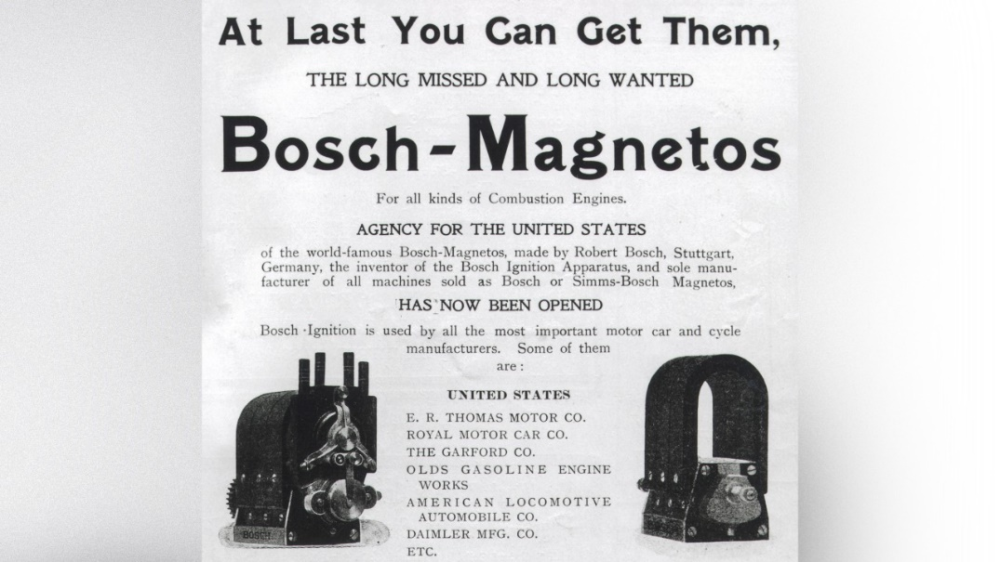 At Last You Can Get Them,
THE LONG MISSED AND LONG WANTED
Bosch-Magnetos
For all kinds of Combustion Engines.
AGENCY FOR THE UNITED STATES
of the world-famous Bosch-Magnetos, made by Robert Bosch, Stuttgart,
Germany, the inventor of the Bosch Ignition Apparatus, and sole manu-
facturer of all machines sold as Bosch or Simms-Bosch Magnetos,
HAS NOW BEEN OPENED
Bosch Ignition is used by all the most important motor car and cycle
manufacturers. Some of them
are:
UNITED STATES
E. R. THOMAS MOTOR CO.
ROYAL MOTOR CAR CO.
THE GARFORD CO.
OLDS GASOLINE ENGINE
WORKS
AMERICAN LOCOMOTIVE
AUTOMOBILE CO.
DAIMLER MFG. CO.
ETC.
BOSCH